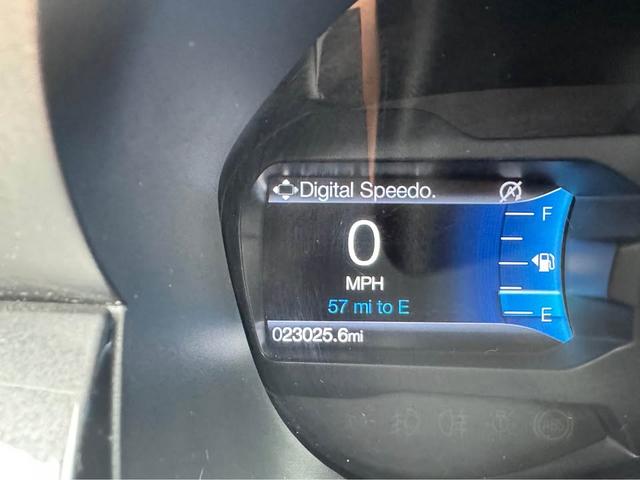 Digital Speedo.
F
0
MPH
57 mi to E
E
023025.6mi